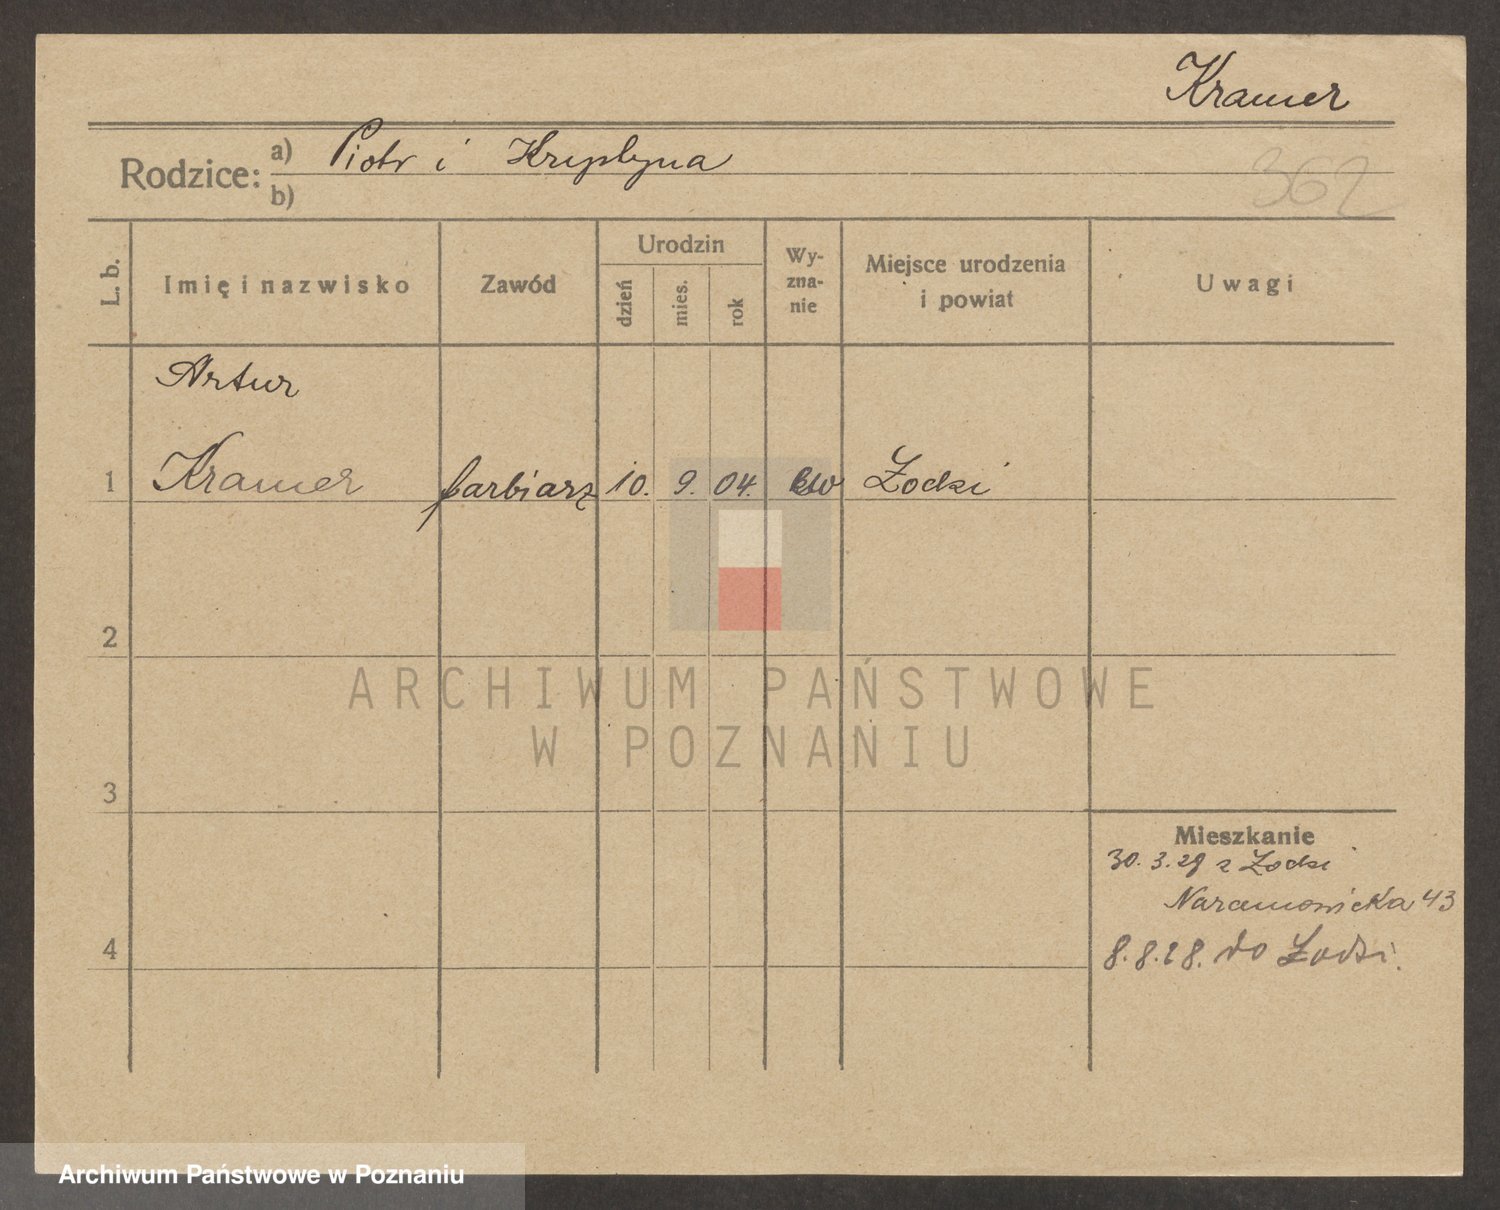 Kramer
Rodzice: a) Piotr i Krystyna
b)
362
L. b.
Imię i nazwisko
Zawód
Urodzin
dzień
mies.
rok
Wy-
zna-
nie
Miejsce urodzenia
i powiat
Uwagi
Artur
1 Kramer farbiarz 10. 9. 04. Łodzi
2
ARCHIWUM PAŃSTWOWE
W POZNANIU
3
Mieszkanie
30. 3. 28 z Łodzi
Naramowicka 43
4
8. 8. 28. do Łodzi.
Archiwum Państwowe w Poznaniu